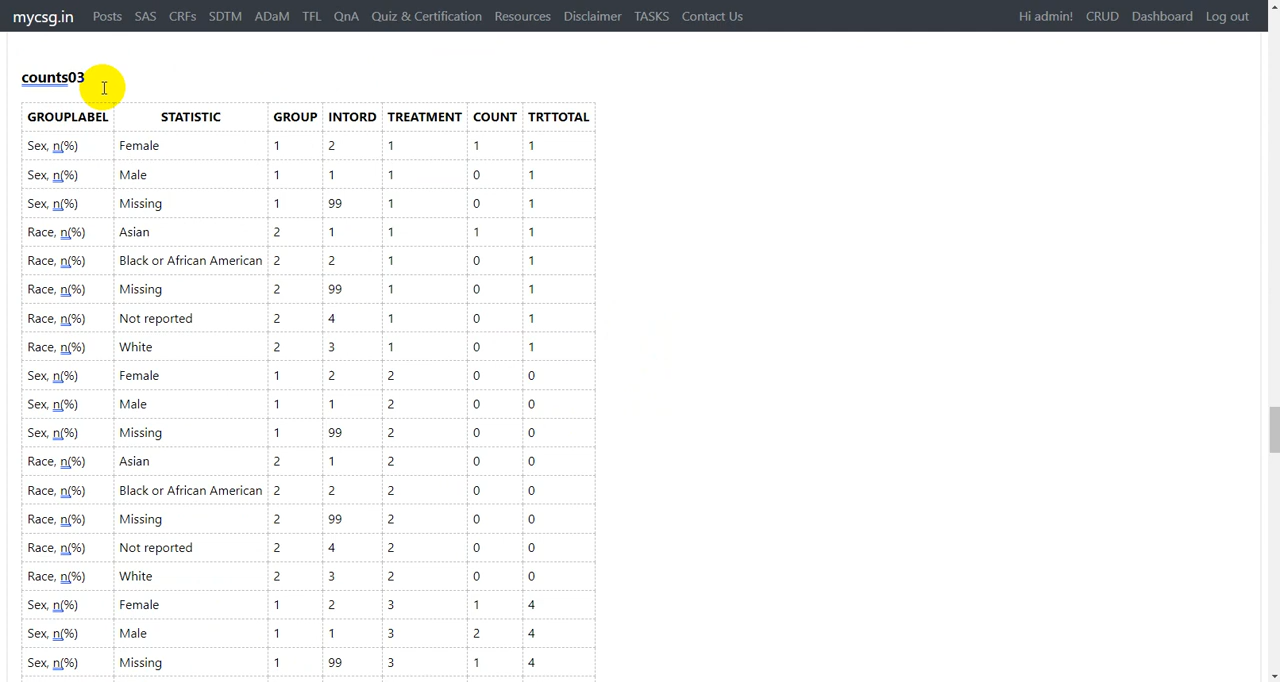 mycsg.in Posts SAS CRFs SDTM ADaM TFL QnA Quiz & Certification Resources Disclaimer TASKS Contact Us Hi admin! CRUD Dashboard Log out
counts03
GROUPLABEL STATISTIC GROUP INTORD TREATMENT COUNT TRTTOTAL
Sex, n(%) Female 1 2 1 1 1
Sex, n(%) Male 1 1 1 0 1
Sex, n(%) Missing 1 99 1 0 1
Race, n(%) Asian 2 1 1 1 1
Race, n(%) Black or African American 2 2 1 0 1
Race, n(%) Missing 2 99 1 0 1
Race, n(%) Not reported 2 4 1 0 1
Race, n(%) White 2 3 1 0 1
Sex, n(%) Female 1 2 2 0 0
Sex, n(%) Male 1 1 2 0 0
Sex, n(%) Missing 1 99 2 0 0
Race, n(%) Asian 2 1 2 0 0
Race, n(%) Black or African American 2 2 2 0 0
Race, n(%) Missing 2 99 2 0 0
Race, n(%) Not reported 2 4 2 0 0
Race, n(%) White 2 3 2 0 0
Sex, n(%) Female 1 2 3 1 4
Sex, n(%) Male 1 1 3 2 4
Sex, n(%) Missing 1 99 3 1 4